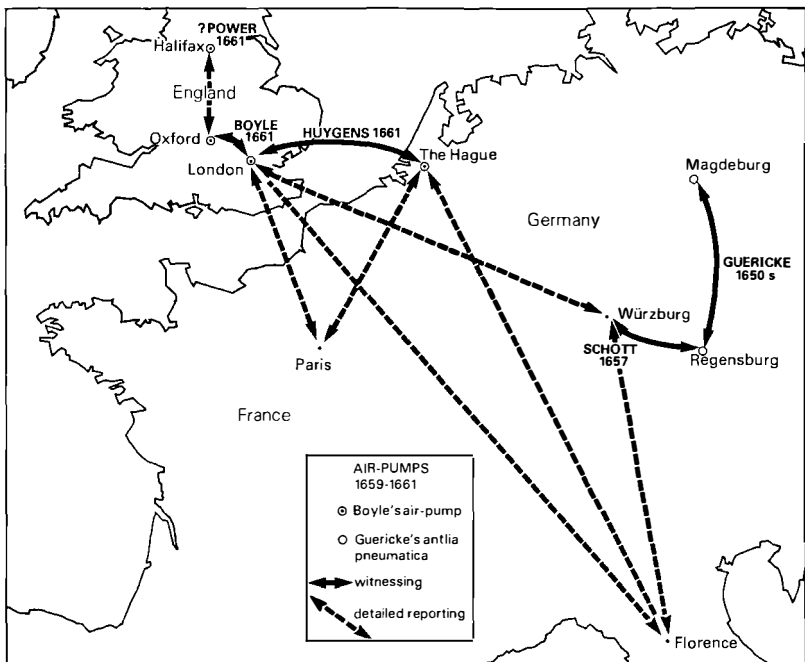 ?POWER
1661
Halifax
England
Oxford
BOYLE
1661
London
HUYGENS 1661
The Hague
Magdeburg
Germany
GUERICKE
1650 s
Würzburg
SCHOTT
1657
Regensburg
Paris
France
AIR-PUMPS
1659-1661
Boyle's air-pump
Guericke's antlia
pneumatica
witnessing
detailed reporting
Florence